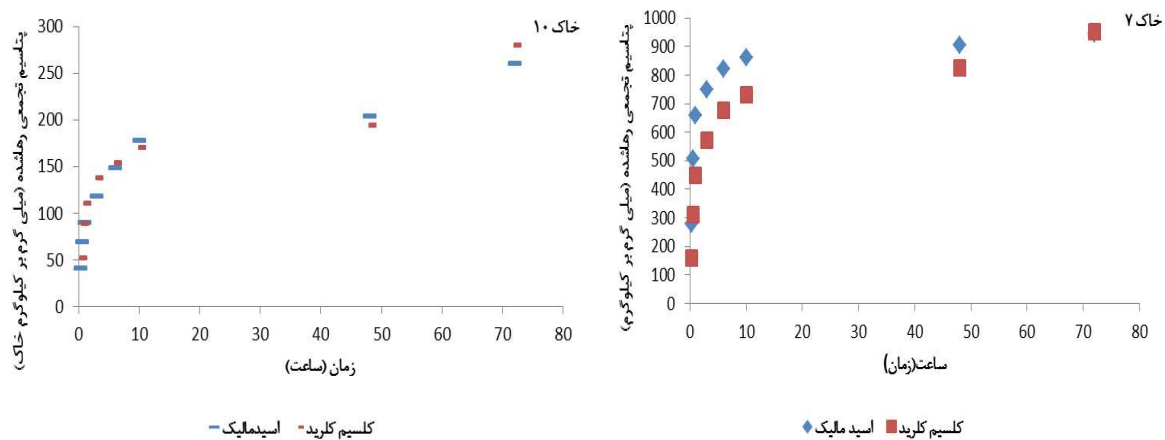 خاک ۱۰
پتاسیم تجمعی رهاشده (میلی گرم بر کیلوگرم خاک)
300
250
200
150
100
50
0
0 10 20 30 40 50 60 70 80
زمان (ساعت)
اسیدمالیک کلسیم کلرید
خاک ۷
پتاسیم تجمعی رهاشده (میلی گرم بر کیلوگرم)
1000
900
800
700
600
500
400
300
200
100
0
0 10 20 30 40 50 60 70 80
ساعت(زمان)
اسید مالیک کلسیم کلرید